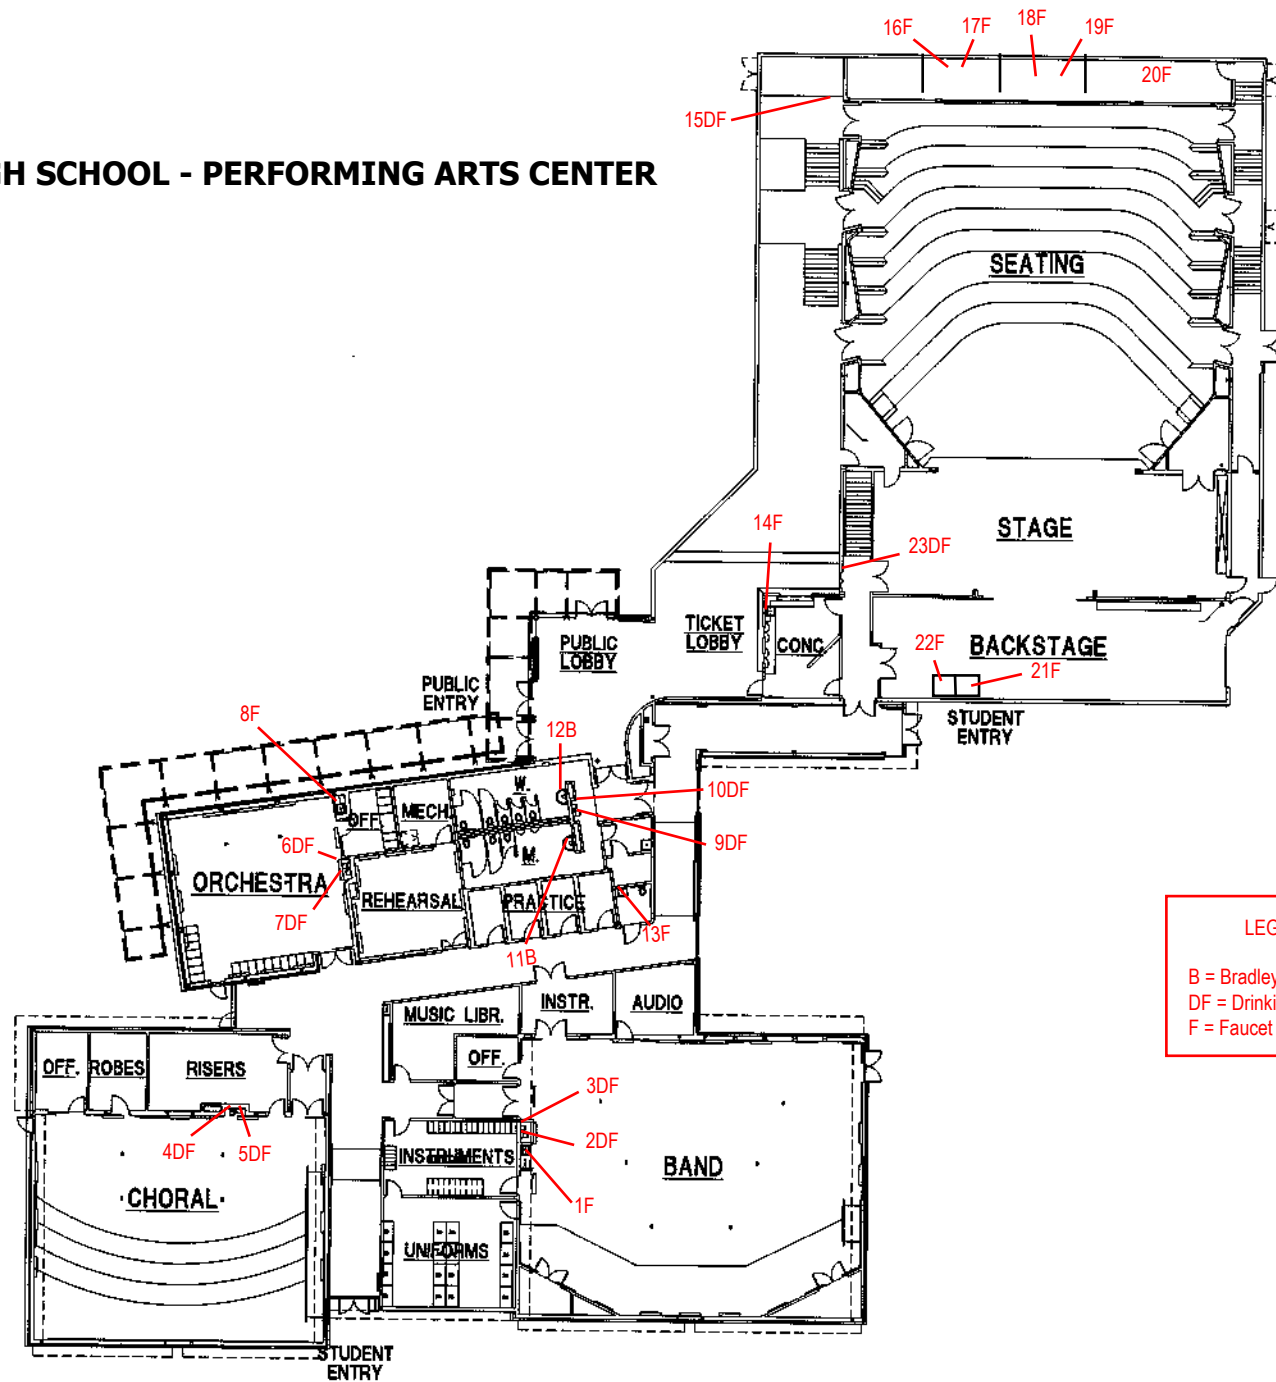 16F
17F
18F
19F
20F
15DF
GH SCHOOL - PERFORMING ARTS CENTER
SEATING
STAGE
14F
23DF
TICKET
LOBBY
CONC
PUBLIC
LOBBY
BACKSTAGE
22F
21F
STUDENT
ENTRY
PUBLIC
ENTRY
8F
12B
W.
10DF
MECH
OFF.
9DF
6DF
M.
ORCHESTRA
REHEARSAL
PRACTICE
7DF
13F
11B
LEG
B = Bradley
DF = Drinki
F = Faucet
MUSIC LIBR.
INSTR.
AUDIO
OFF.
OFF.
ROBES
RISERS
3DF
2DF
4DF
5DF
INSTRUMENTS
BAND
1F
CHORAL
UNIFORMS
STUDENT
ENTRY